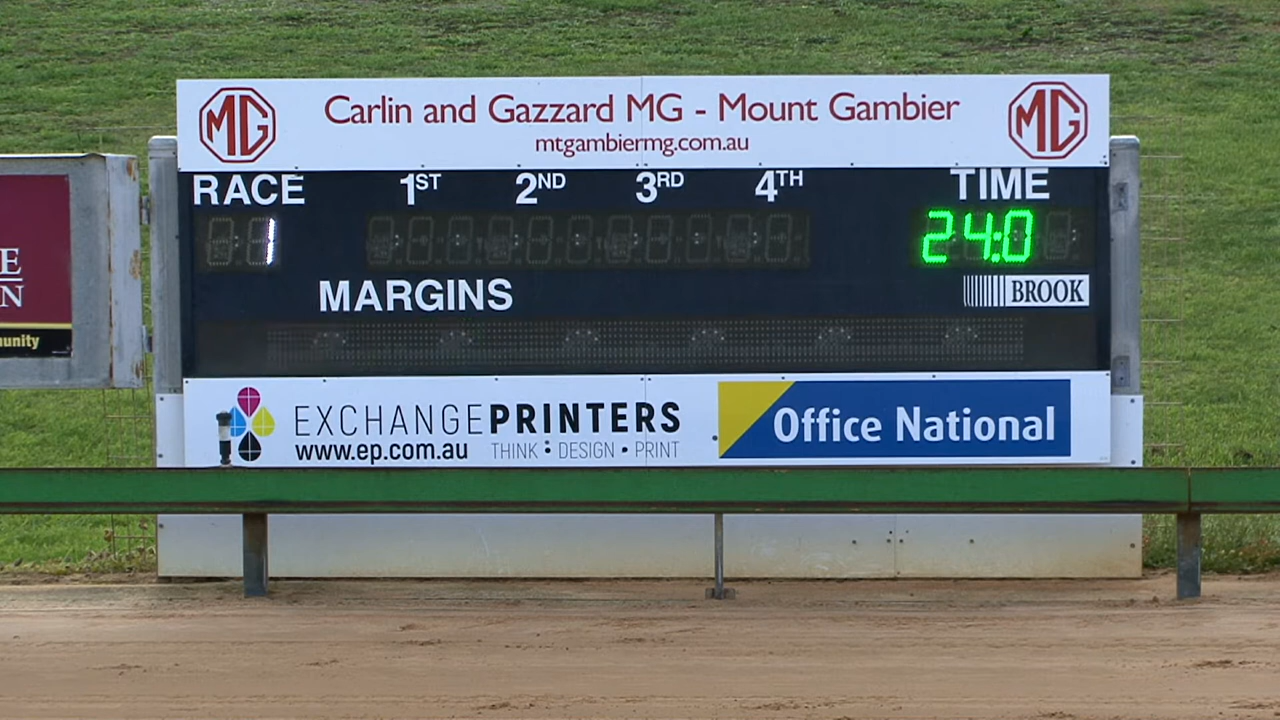 MG Carlin and Gazzard MG - Mount Gambier MG
mtgambiermg.com.au
RACE 1ST 2ND 3RD 4TH TIME
1 24:0
MARGINS BROOK
E
N
unity
EXCHANGEPRINTERS
www.ep.com.au THINK : DESIGN • PRINT
Office National